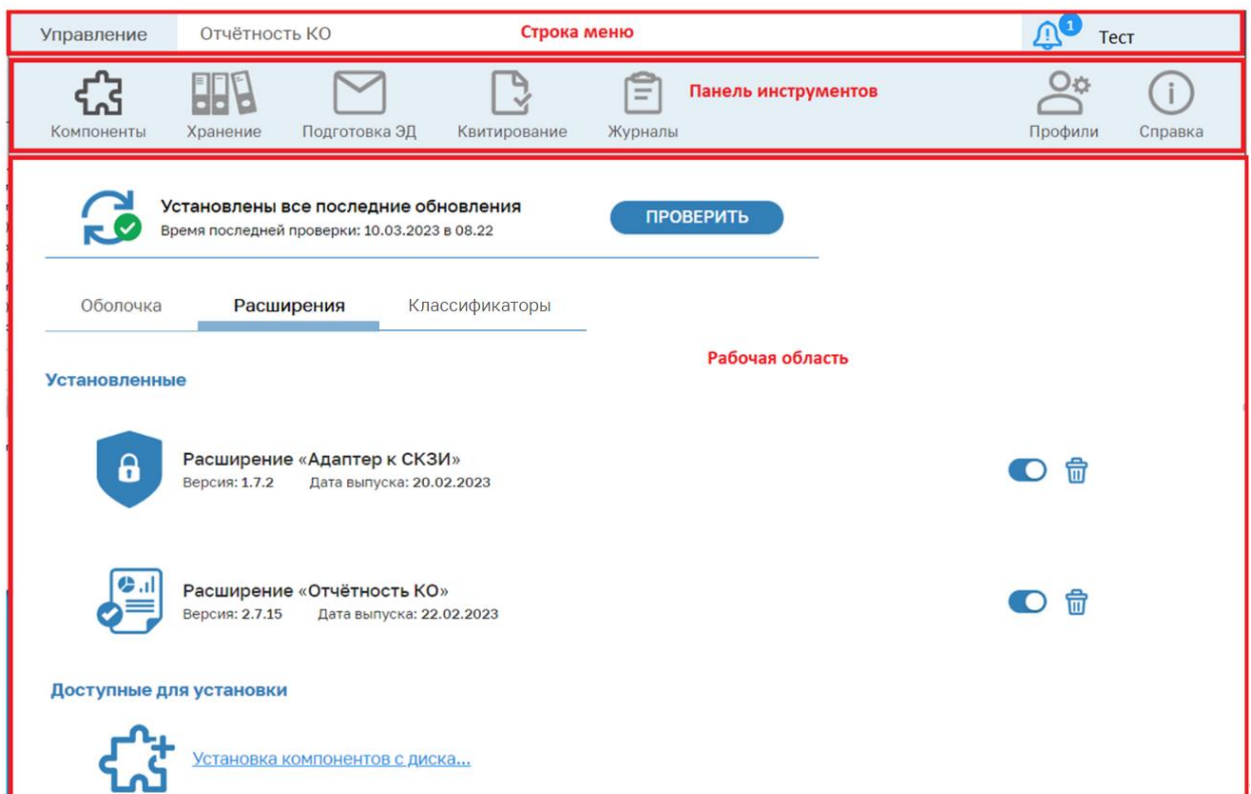 Управление Отчётность КО Строка меню 1 Тест
Панель инструментов
Компоненты Хранение Подготовка ЭД Квитирование Журналы Профили Справка
Установлены все последние обновления
Время последней проверки: 10.03.2023 в 08.22
ПРОВЕРИТЬ
Оболочка Расширения Классификаторы
Рабочая область
Установленные
Расширение «Адаптер к СКЗИ»
Версия: 1.7.2 Дата выпуска: 20.02.2023
Расширение «Отчётность КО»
Версия: 2.7.15 Дата выпуска: 22.02.2023
Доступные для установки
Установка компонентов с диска...